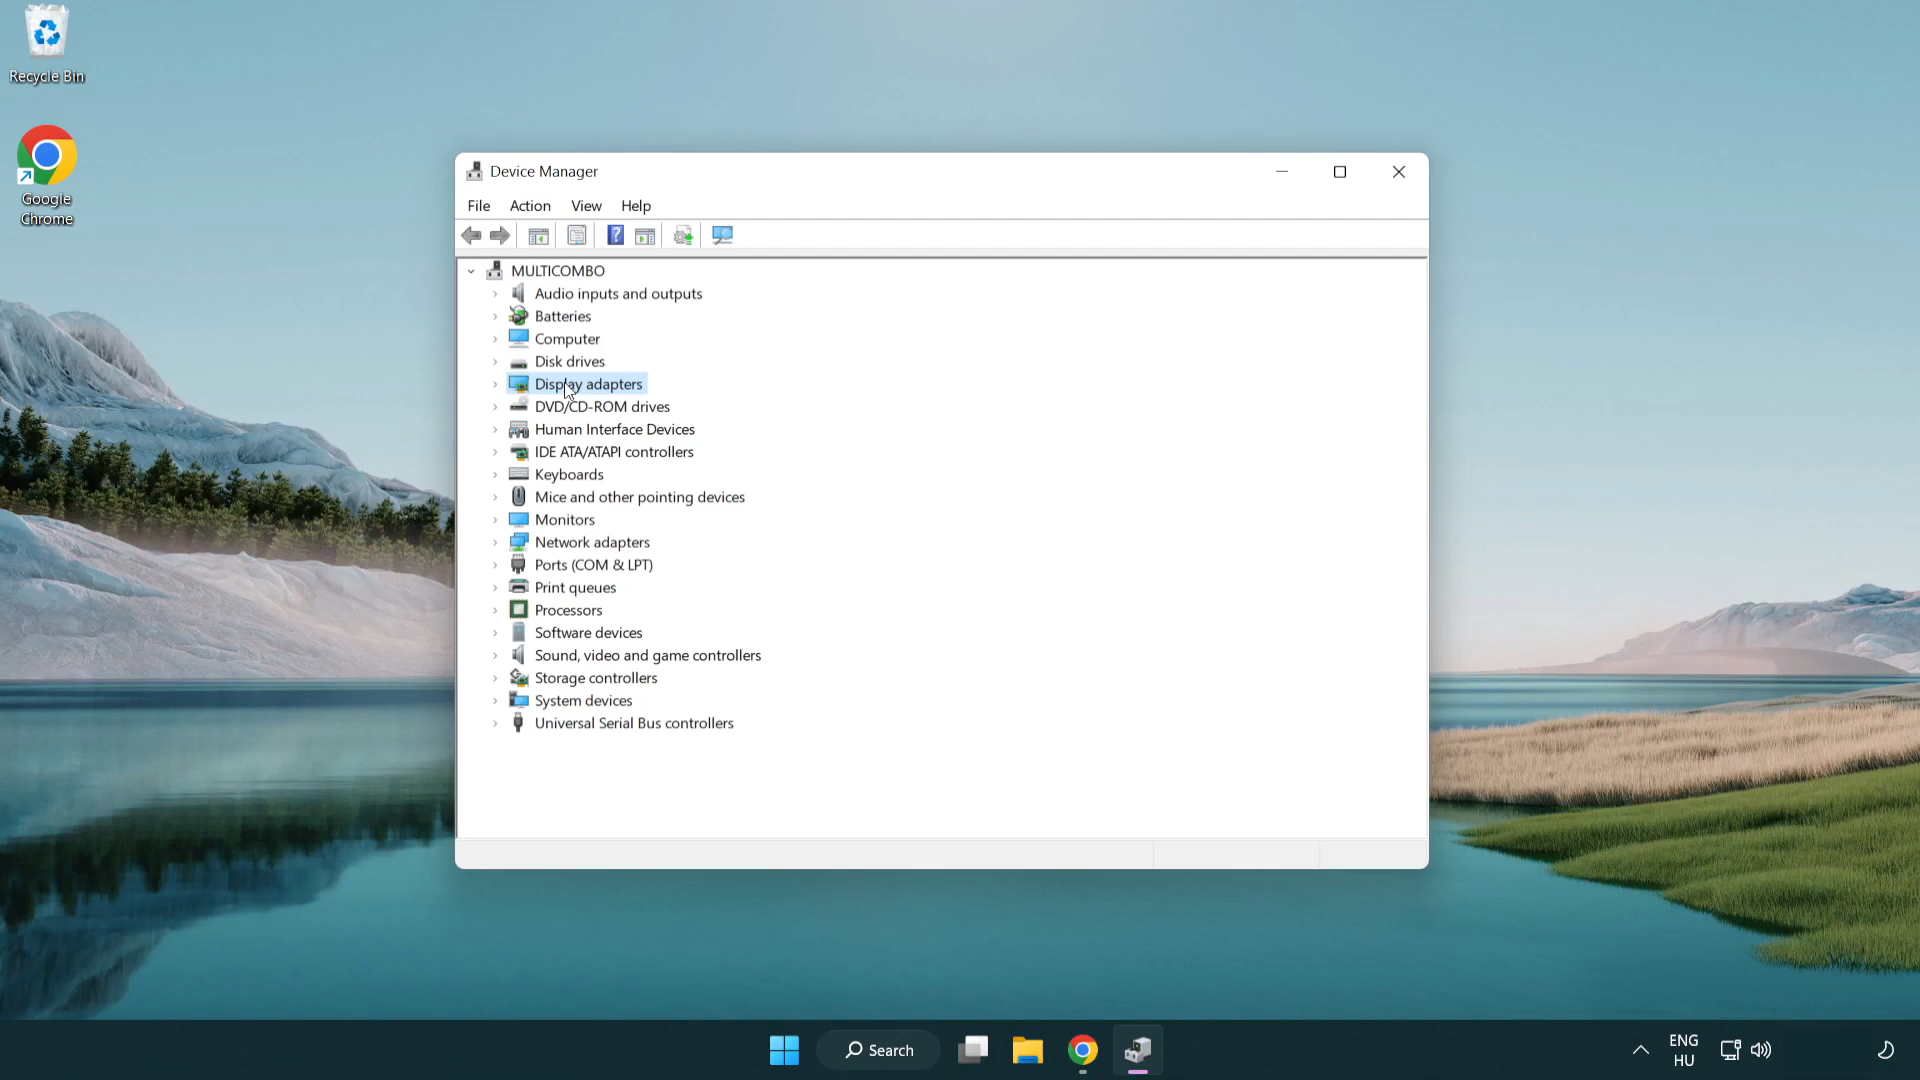 Recycle Bin
Google
Chrome
Device Manager
File Action View Help
MULTICOMBO
Audio inputs and outputs
Batteries
Computer
Disk drives
Display adapters
DVD/CD-ROM drives
Human Interface Devices
IDE ATA/ATAPI controllers
Keyboards
Mice and other pointing devices
Monitors
Network adapters
Ports (COM & LPT)
Print queues
Processors
Software devices
Sound, video and game controllers
Storage controllers
System devices
Universal Serial Bus controllers
Search
ENG
HU